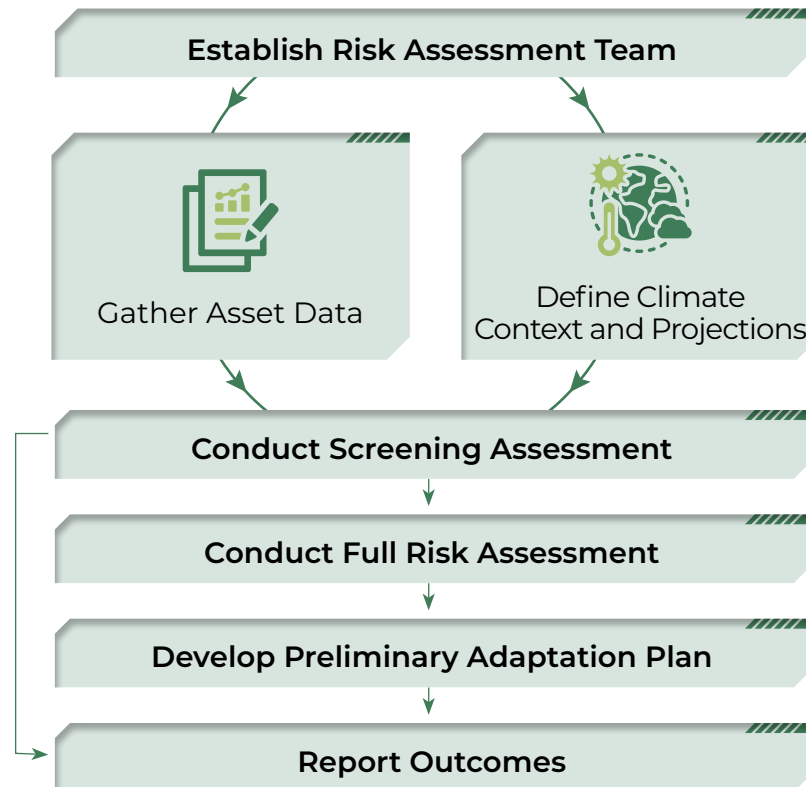 Establish Risk Assessment Team
Gather Asset Data
Define Climate
Context and Projections
Conduct Screening Assessment
Conduct Full Risk Assessment
Develop Preliminary Adaptation Plan
Report Outcomes